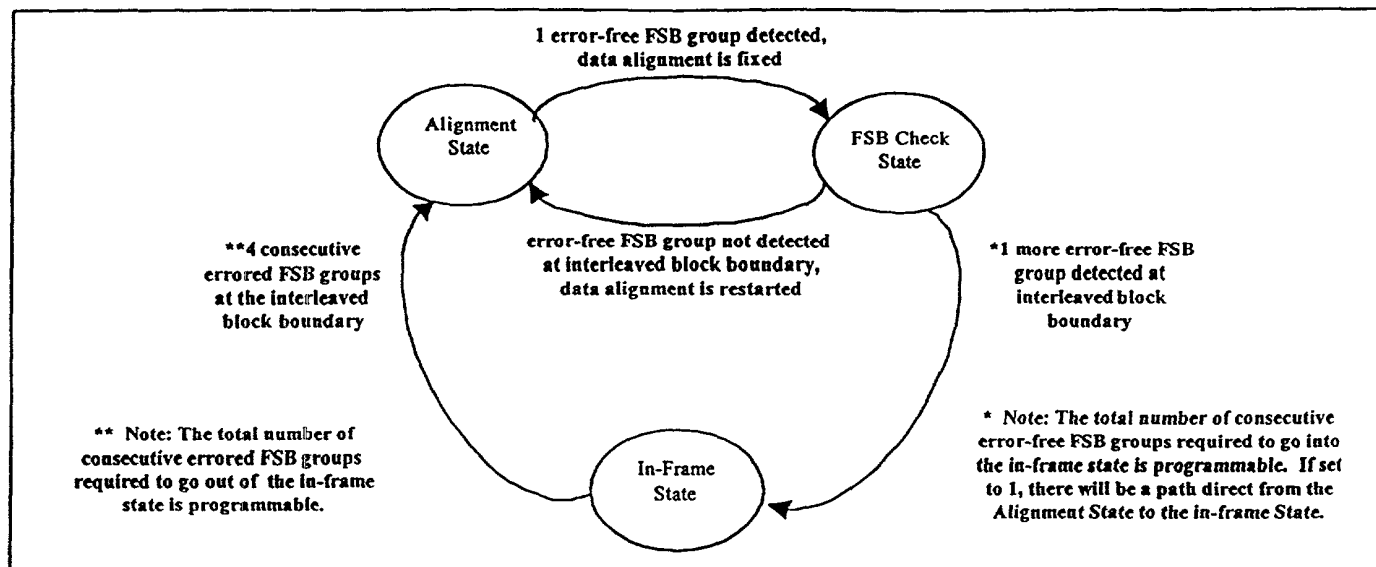 1 error-free FSB group detected,
data alignment is fixed
Alignment
State
FSB Check
State
**4 consecutive
errored FSB groups
at the interleaved
block boundary
error-free FSB group not detected
at interleaved block boundary,
data alignment is restarted
*1 more error-free FSB
group detected at
interleaved block
boundary
** Note: The total number of
consecutive errored FSB groups
required to go out of the in-frame
state is programmable.
In-Frame
State
* Note: The total number of consecutive
error-free FSB groups required to go into
the in-frame state is programmable. If set
to 1, there will be a path direct from the
Alignment State to the in-frame State.